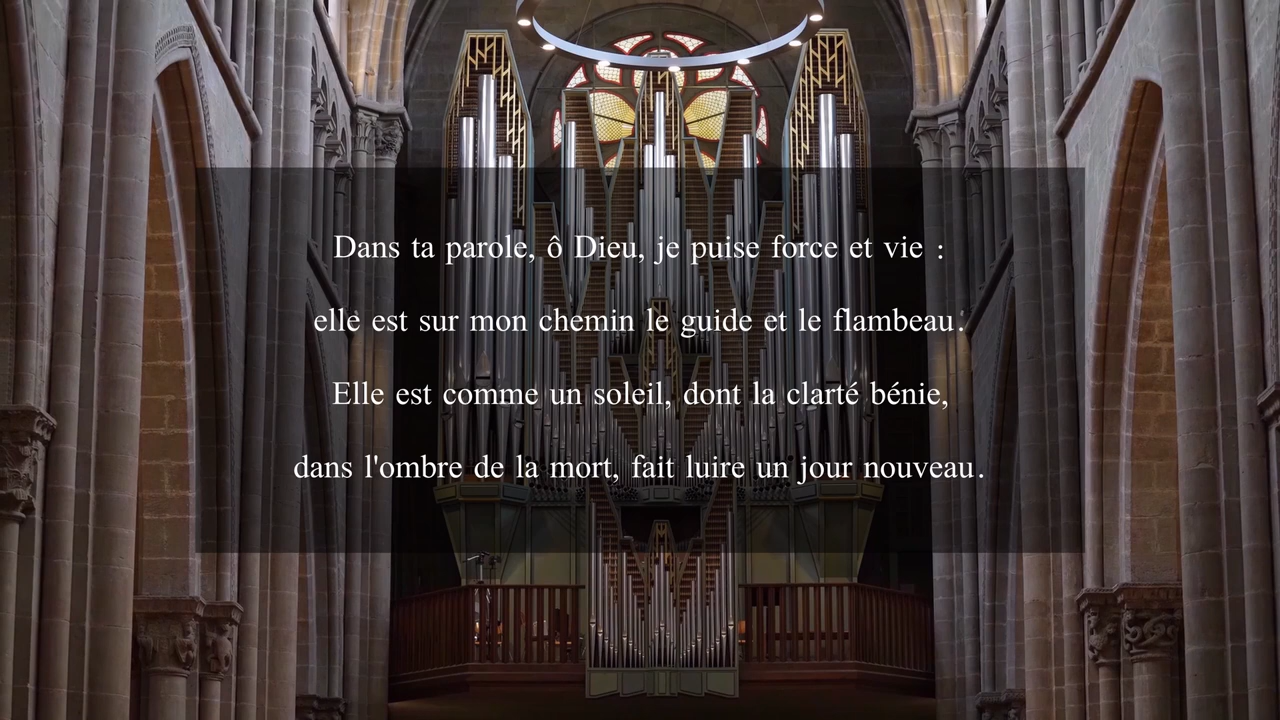 Dans ta parole, ô Dieu, je puise force et vie :
elle est sur mon chemin le guide et le flambeau.
Elle est comme un soleil, dont la clarté bénie,
dans l'ombre de la mort, fait luire un jour nouveau.